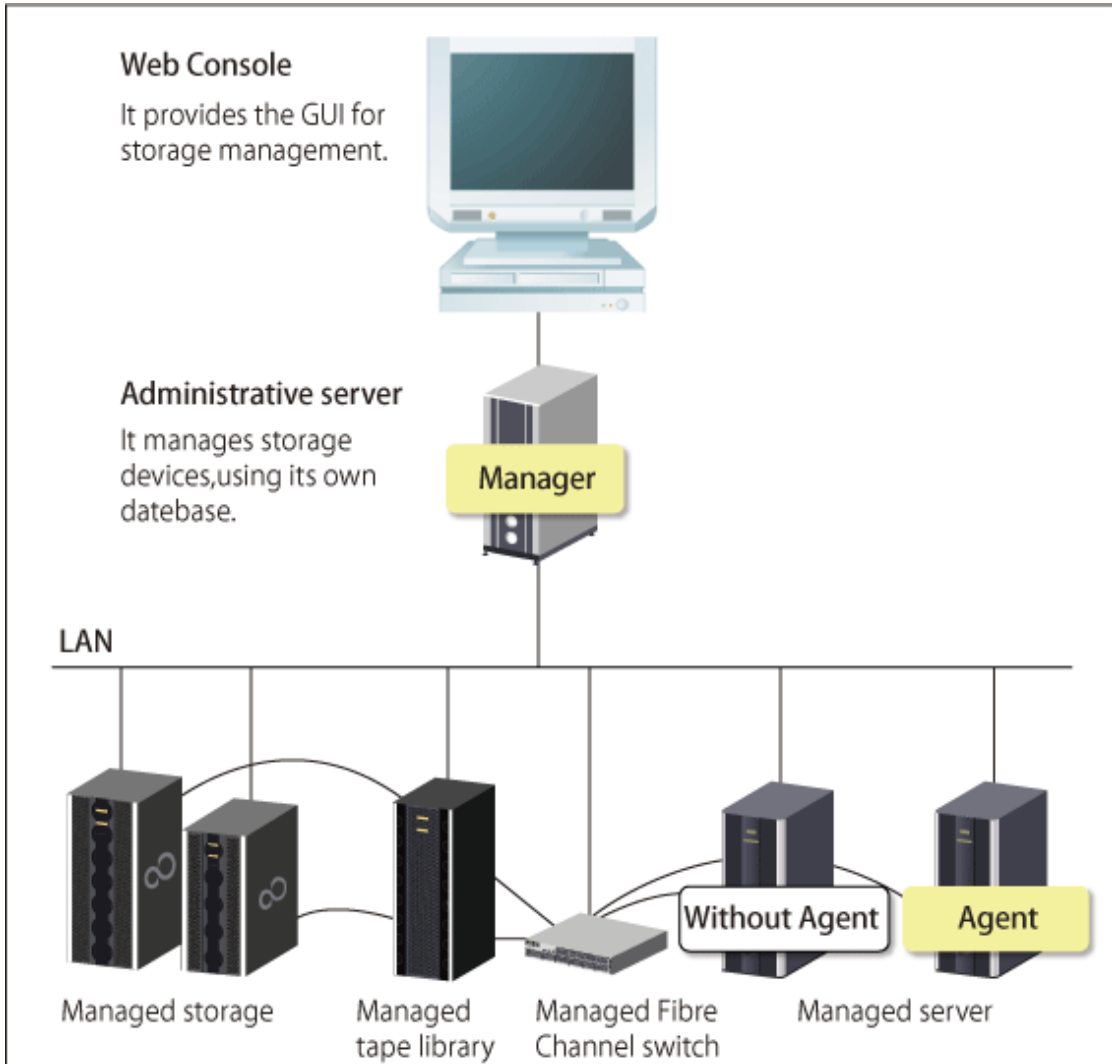 Web Console
It provides the GUI for
storage management.
Administrative server
It manages storage
devices,using its own
datebase.
Manager
LAN
Without Agent
Agent
Managed storage
Managed
tape library
Managed Fibre
Channel switch
Managed server